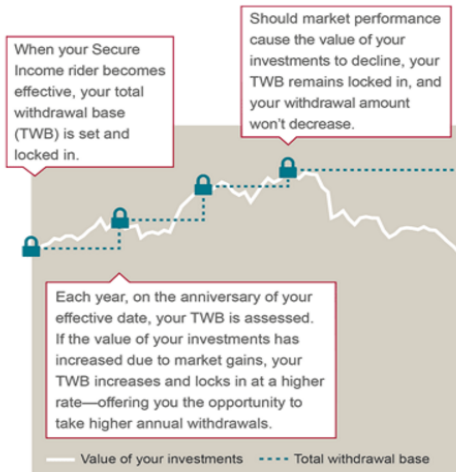 When your Secure
Income rider becomes
effective, your total
withdrawal base
(TWB) is set and
locked in.
Should market performance
cause the value of your
investments to decline, your
TWB remains locked in, and
your withdrawal amount
won't decrease.
Each year, on the anniversary of your
effective date, your TWB is assessed.
If the value of your investments has
increased due to market gains, your
TWB increases and locks in at a higher
rate—offering you the opportunity to
take higher annual withdrawals.
Value of your investments
Total withdrawal base